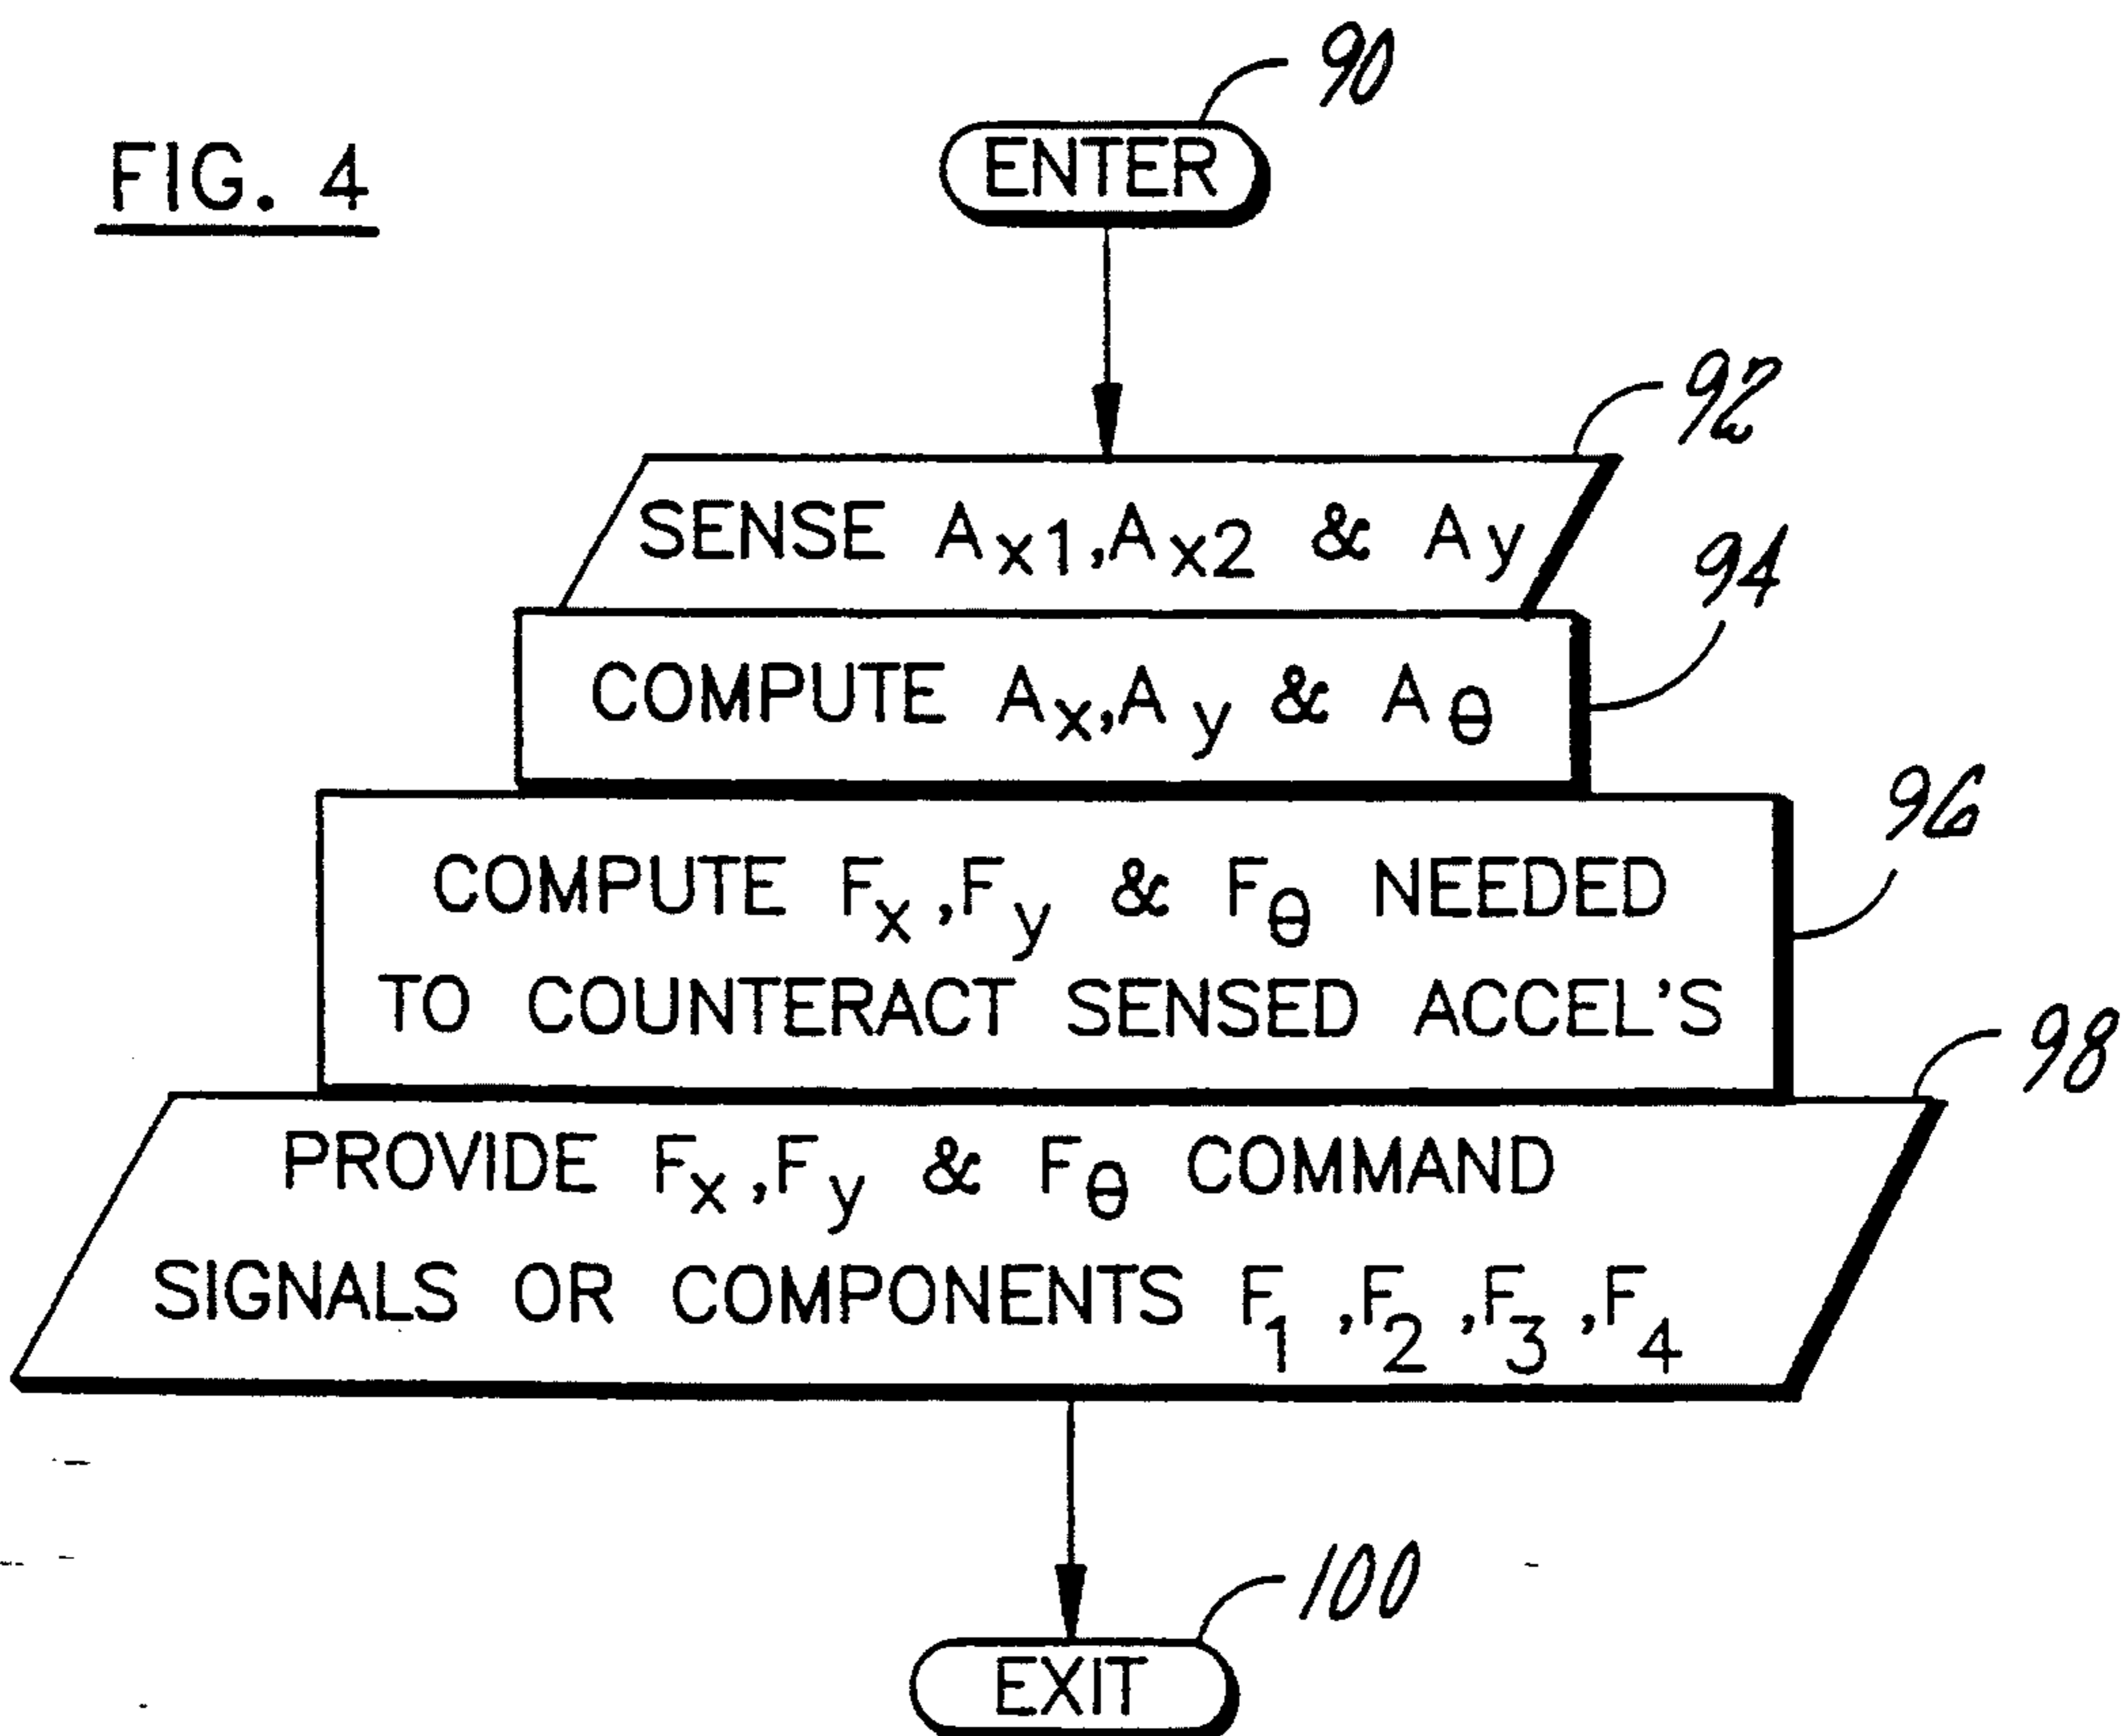 FIG. 4
90
ENTER
92
SENSE Ax1,Ax2 & Ay
94
COMPUTE Ax,Ay & Aθ
96
COMPUTE Fx,Fy & Fθ NEEDED
TO COUNTERACT SENSED ACCEL'S
98
PROVIDE Fx,Fy & Fθ COMMAND
SIGNALS OR COMPONENTS F1,F2,F3,F4
100
EXIT